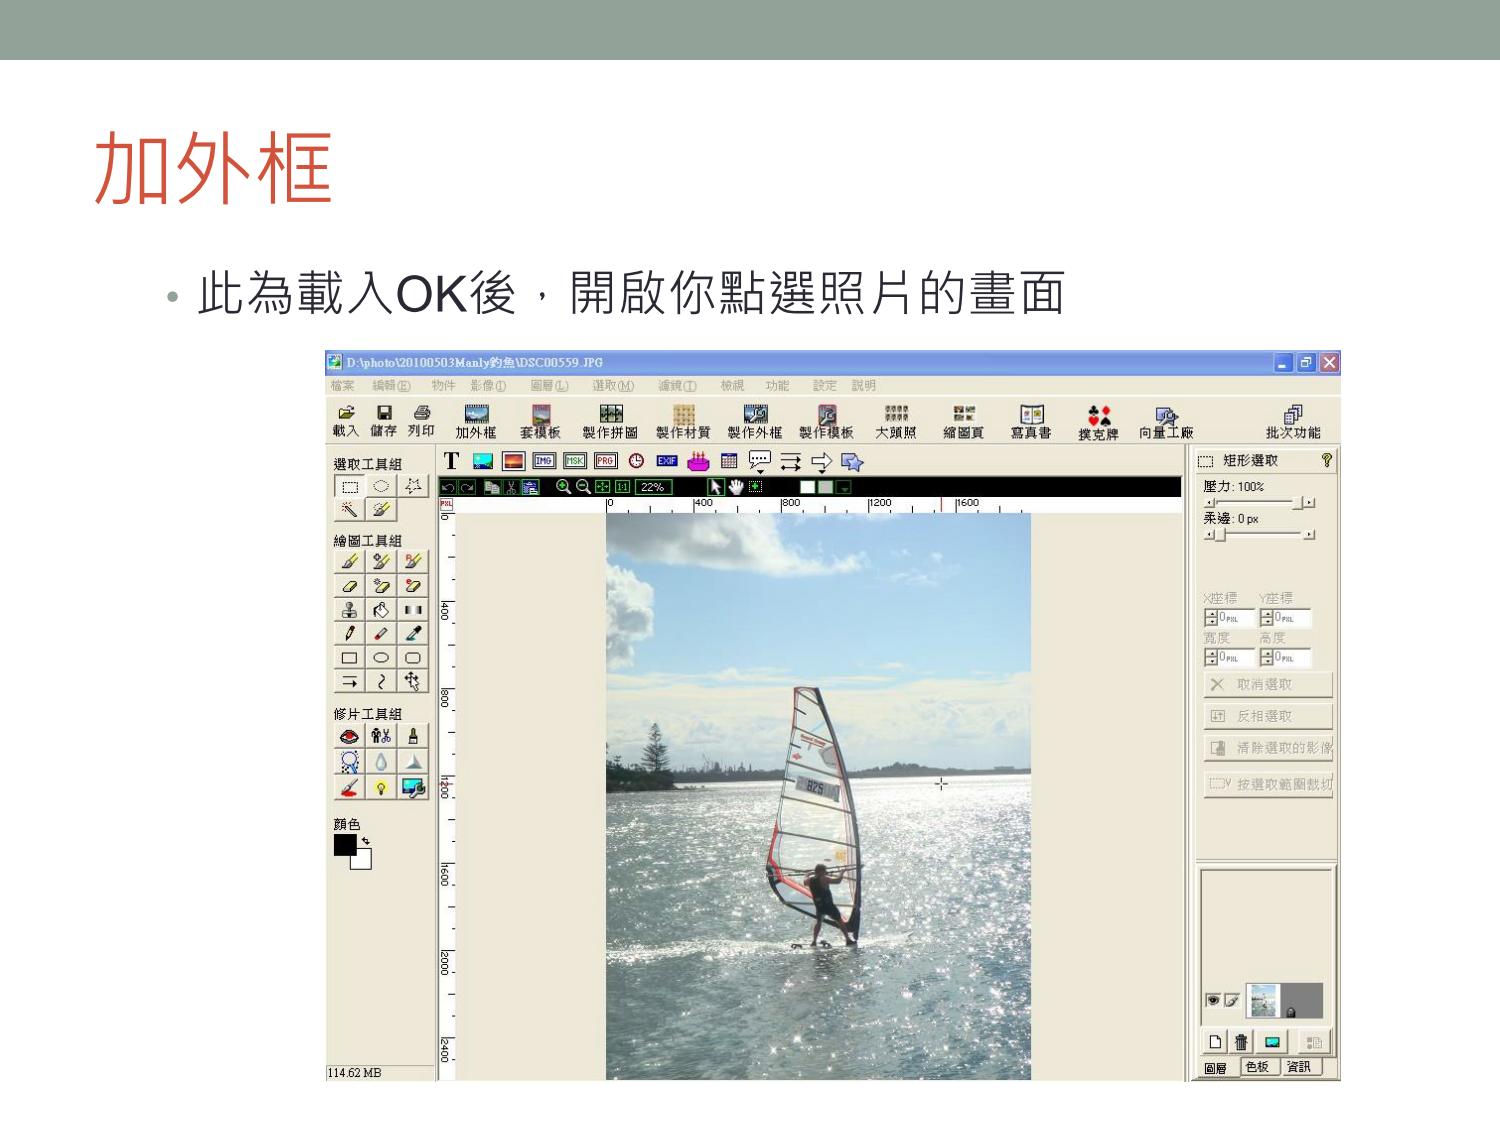 加外框
• 此為載入OK後，開啟你點選照片的畫面
D:\photo\20100503Manly釣魚\DSC00559.JPG
檔案 編輯(E) 物件 影像(I) 圖層(L) 選取(M) 濾鏡(T) 檢視 功能 設定 說明
載入 儲存 列印 加外框 套模板 製作拼圖 製作材質 製作外框 製作模板 大頭照 縮圖頁 寫真書 撲克牌 向量工廠 批次功能
選取工具組
T IMG MSK PRG EXIF
矩形選取 ?
1:1 22%
壓力: 100%
PXL 0 400 800 1200 1600
柔邊: 0 px
繪圖工具組
X座標 Y座標
0 PXL 0 PXL
寬度 高度
0 PXL 0 PXL
取消選取
反相選取
清除選取的影像
按選取範圍裁切
修片工具組
顏色
0
400
800
1200
1600
2000
2400
829
114.62 MB
圖層 色板 資訊